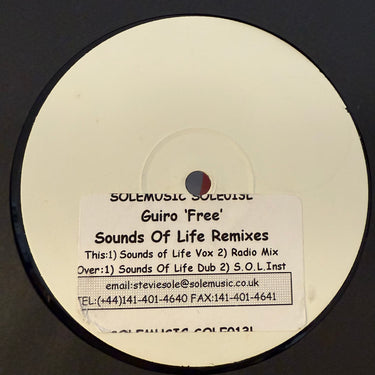 SOLEMUSIC SOLE013L
Guiro 'Free'
Sounds Of Life Remixes
This:1) Sounds of Life Vox 2) Radio Mix
Over:1) Sounds Of Life Dub 2) S.O.L.Inst
email:steviesole@solemusic.co.uk
TEL:(+44)141-401-4640 FAX:141-401-4641
SOLEMUSIC SOLE013L